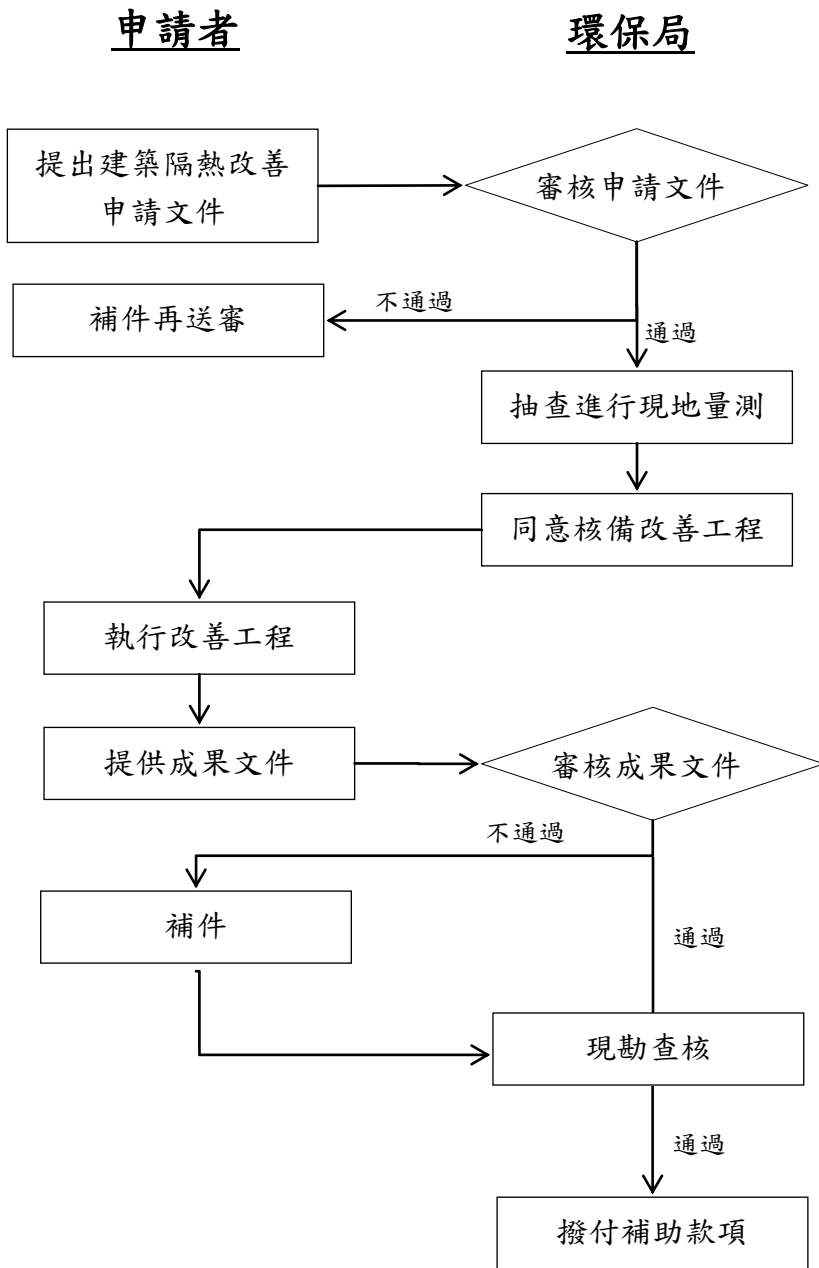 申請者
環保局
提出建築隔熱改善
申請文件
審核申請文件
不通過
補件再送審
通過
抽查進行現地量測
同意核備改善工程
執行改善工程
提供成果文件
審核成果文件
不通過
補件
通過
現勘查核
通過
撥付補助款項